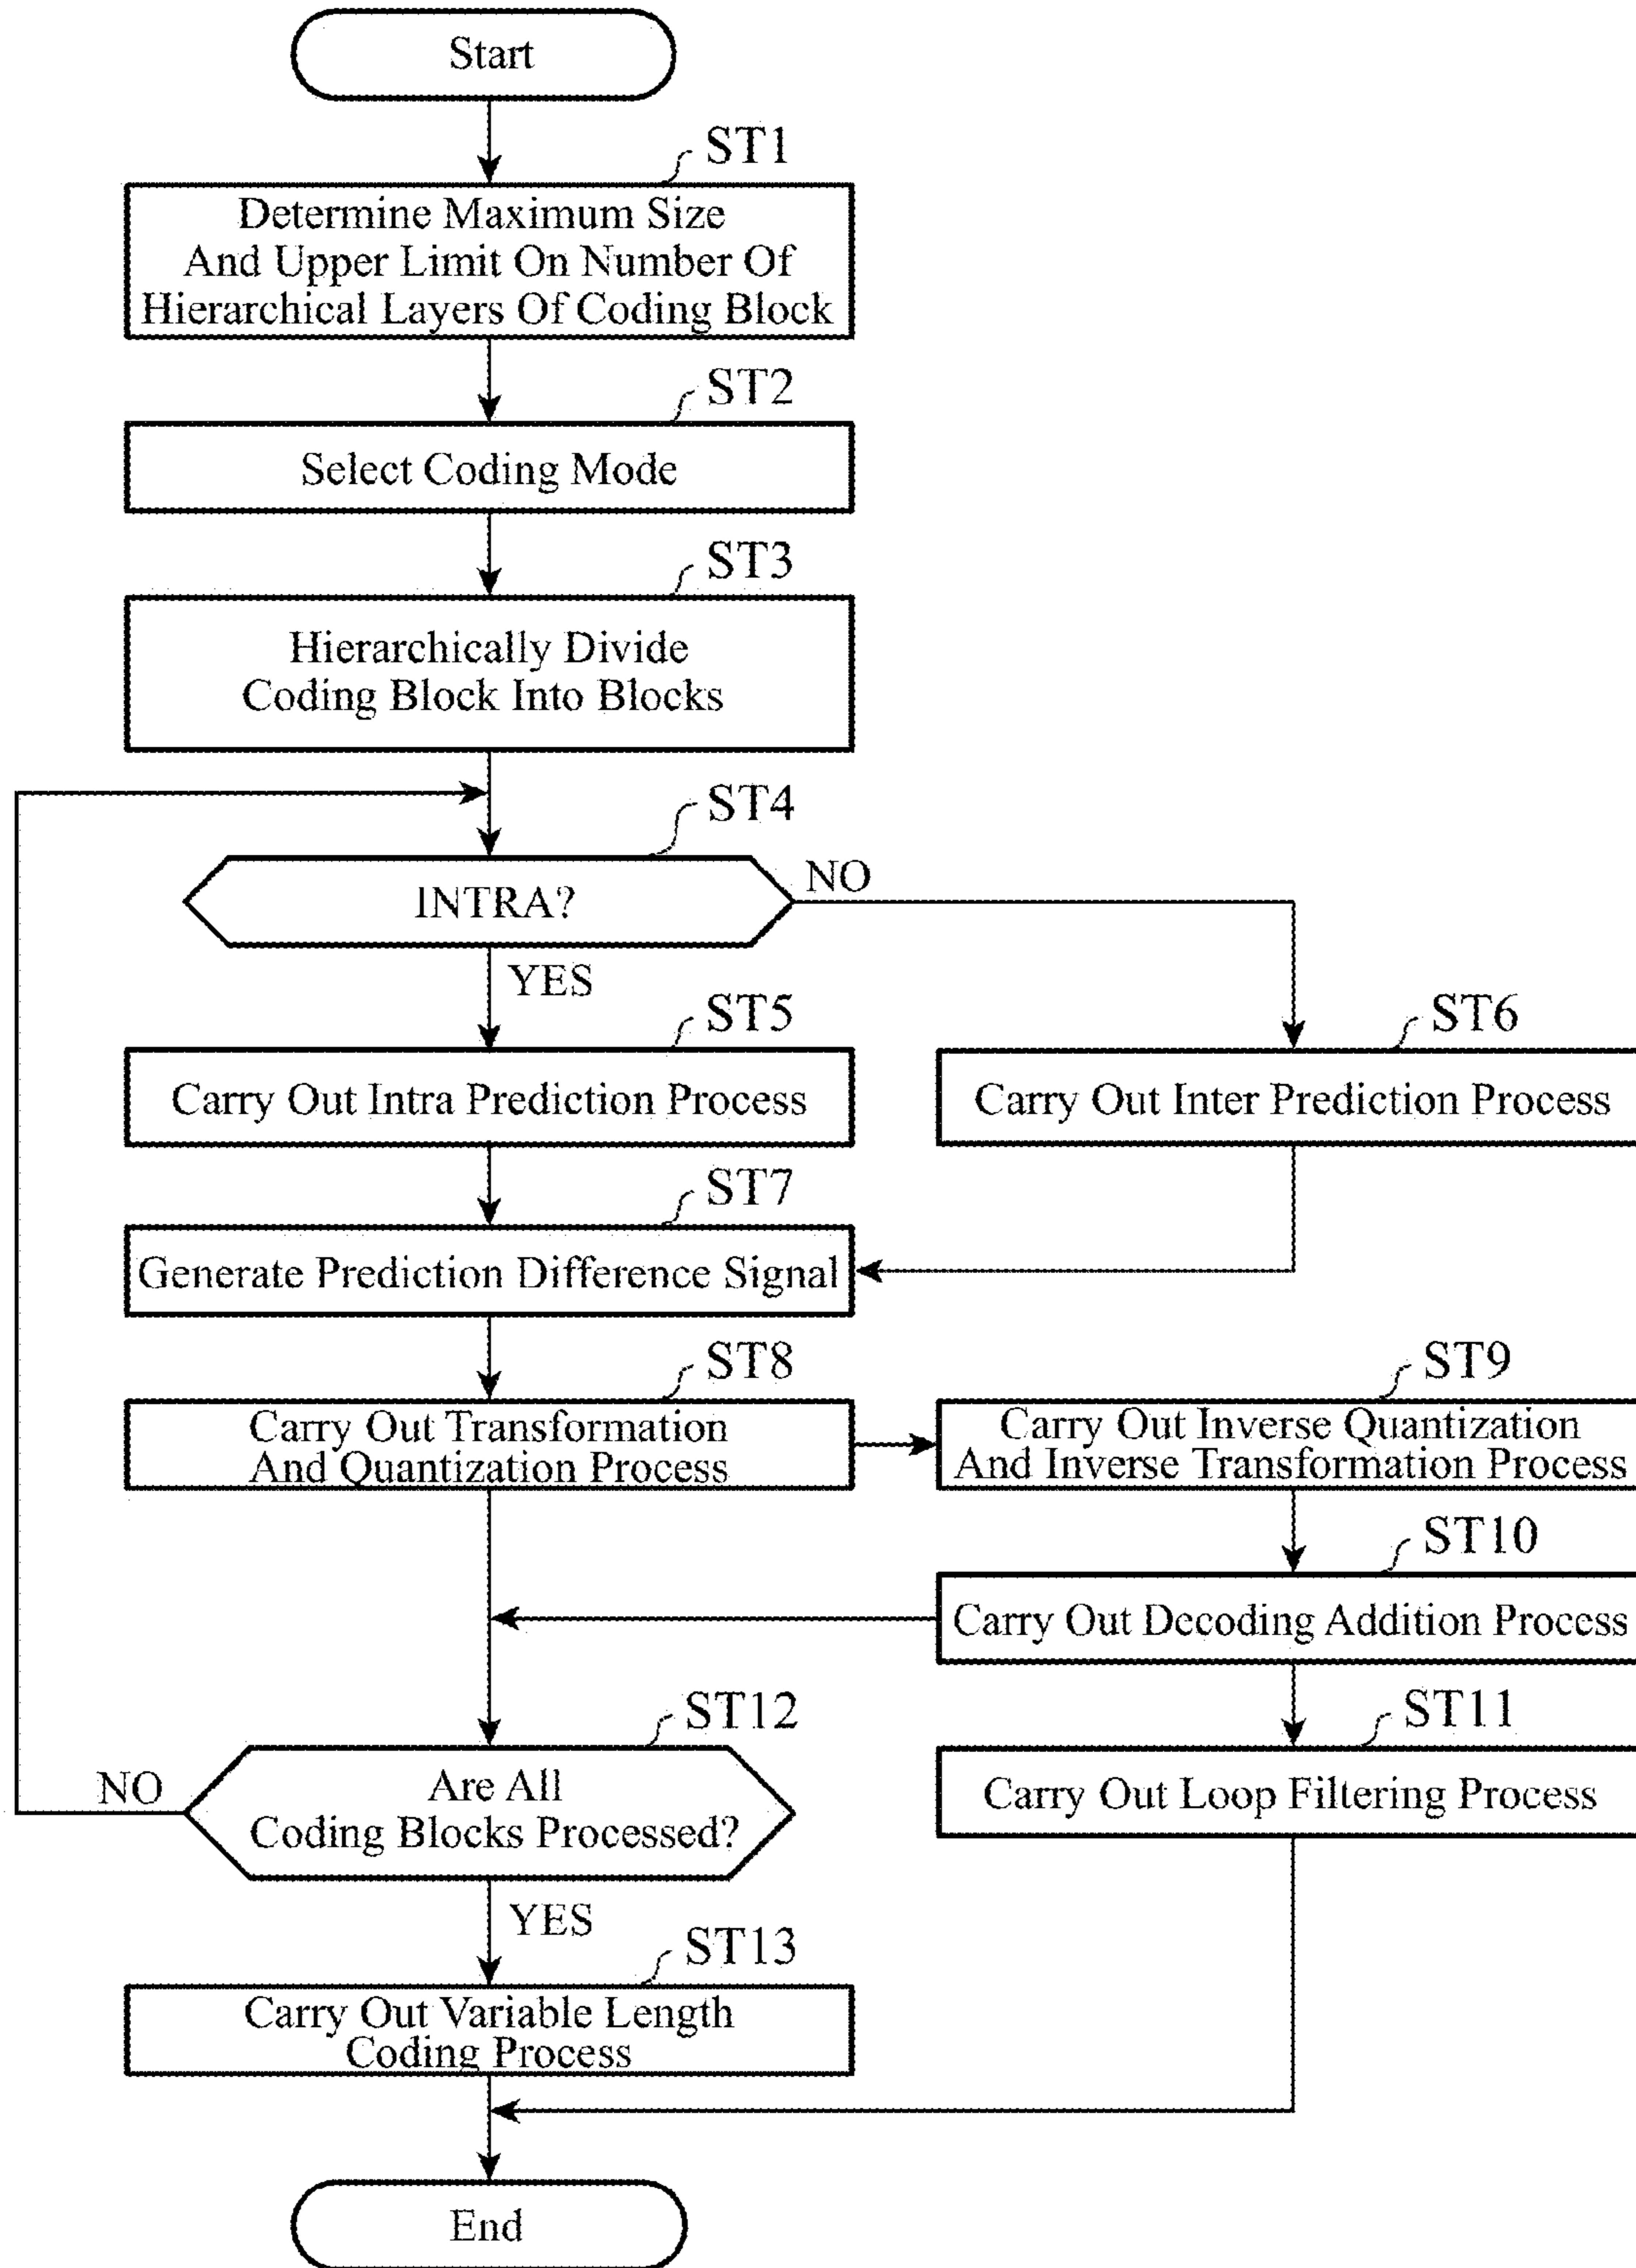 Start
ST1
Determine Maximum Size
And Upper Limit On Number Of
Hierarchical Layers Of Coding Block
ST2
Select Coding Mode
ST3
Hierarchically Divide
Coding Block Into Blocks
ST4
INTRA?
NO
YES
ST5
Carry Out Intra Prediction Process
ST6
Carry Out Inter Prediction Process
ST7
Generate Prediction Difference Signal
ST8
Carry Out Transformation
And Quantization Process
ST9
Carry Out Inverse Quantization
And Inverse Transformation Process
ST10
Carry Out Decoding Addition Process
ST11
Carry Out Loop Filtering Process
ST12
Are All
Coding Blocks Processed?
NO
YES
ST13
Carry Out Variable Length
Coding Process
End